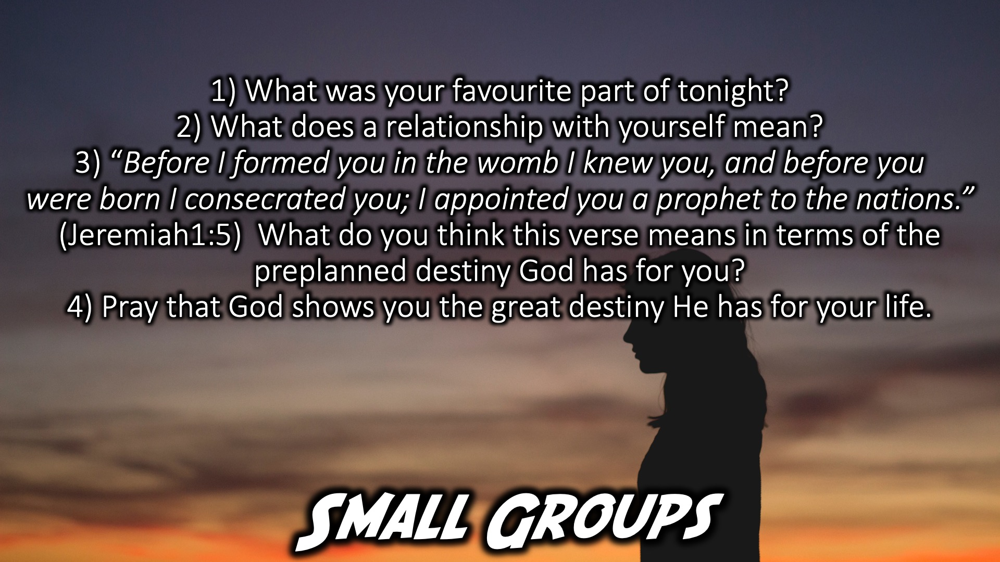 1) What was your favourite part of tonight?
2) What does a relationship with yourself mean?
3) “Before I formed you in the womb I knew you, and before you
were born I consecrated you; I appointed you a prophet to the nations.”
(Jeremiah1:5)  What do you think this verse means in terms of the
preplanned destiny God has for you?
4) Pray that God shows you the great destiny He has for your life.
Small Groups